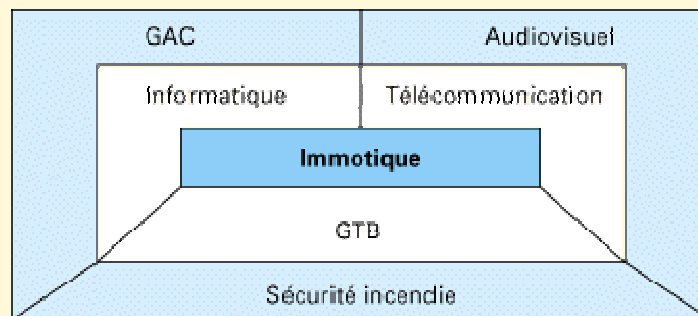 GAC
Audiovisuel
Informatique
Télécommunication
Immotique
GTB
Sécurité incendie